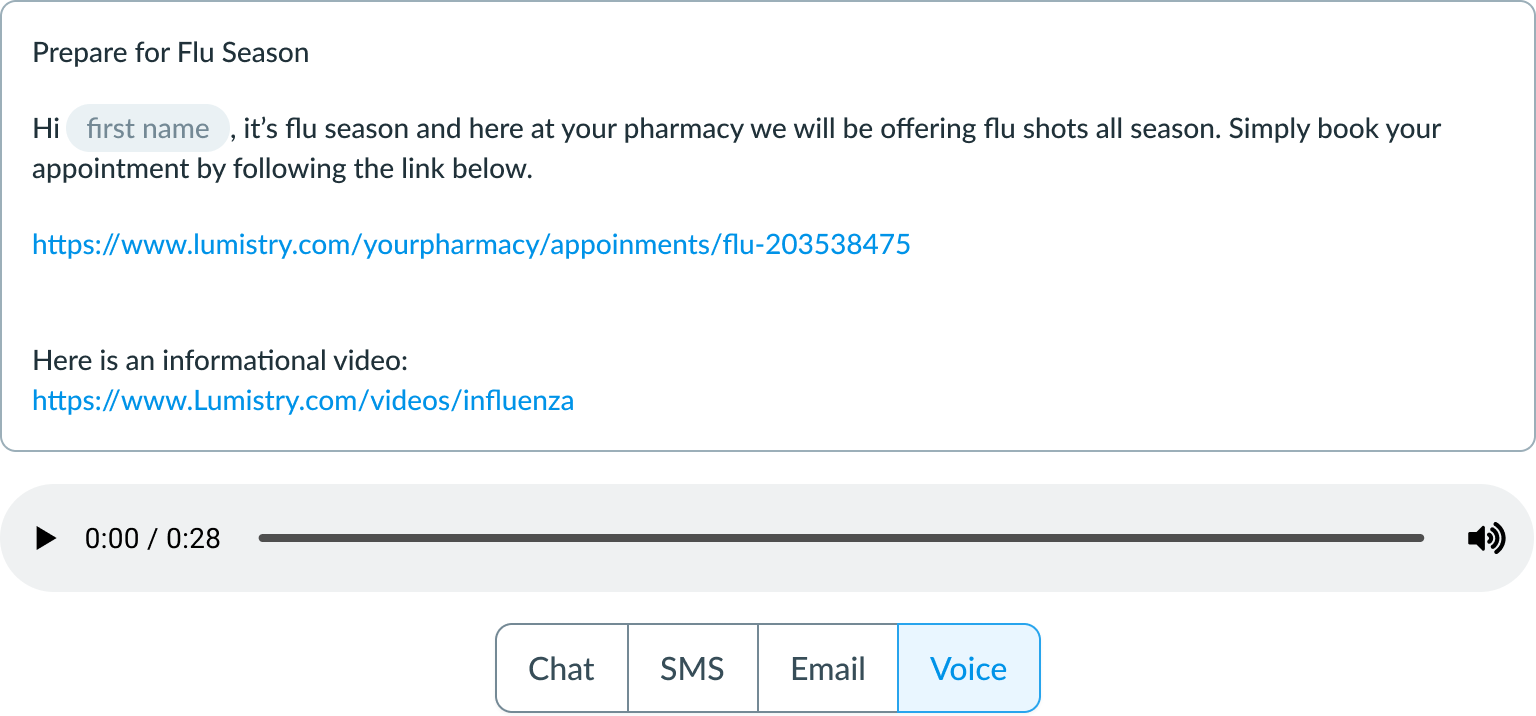 Prepare for Flu Season
Hi first name , it’s flu season and here at your pharmacy we will be offering flu shots all season. Simply book your
appointment by following the link below.
https://www.lumistry.com/yourpharmacy/appoinments/flu-203538475
Here is an informational video:
https://www.Lumistry.com/videos/influenza
0:00 / 0:28
Chat SMS Email Voice